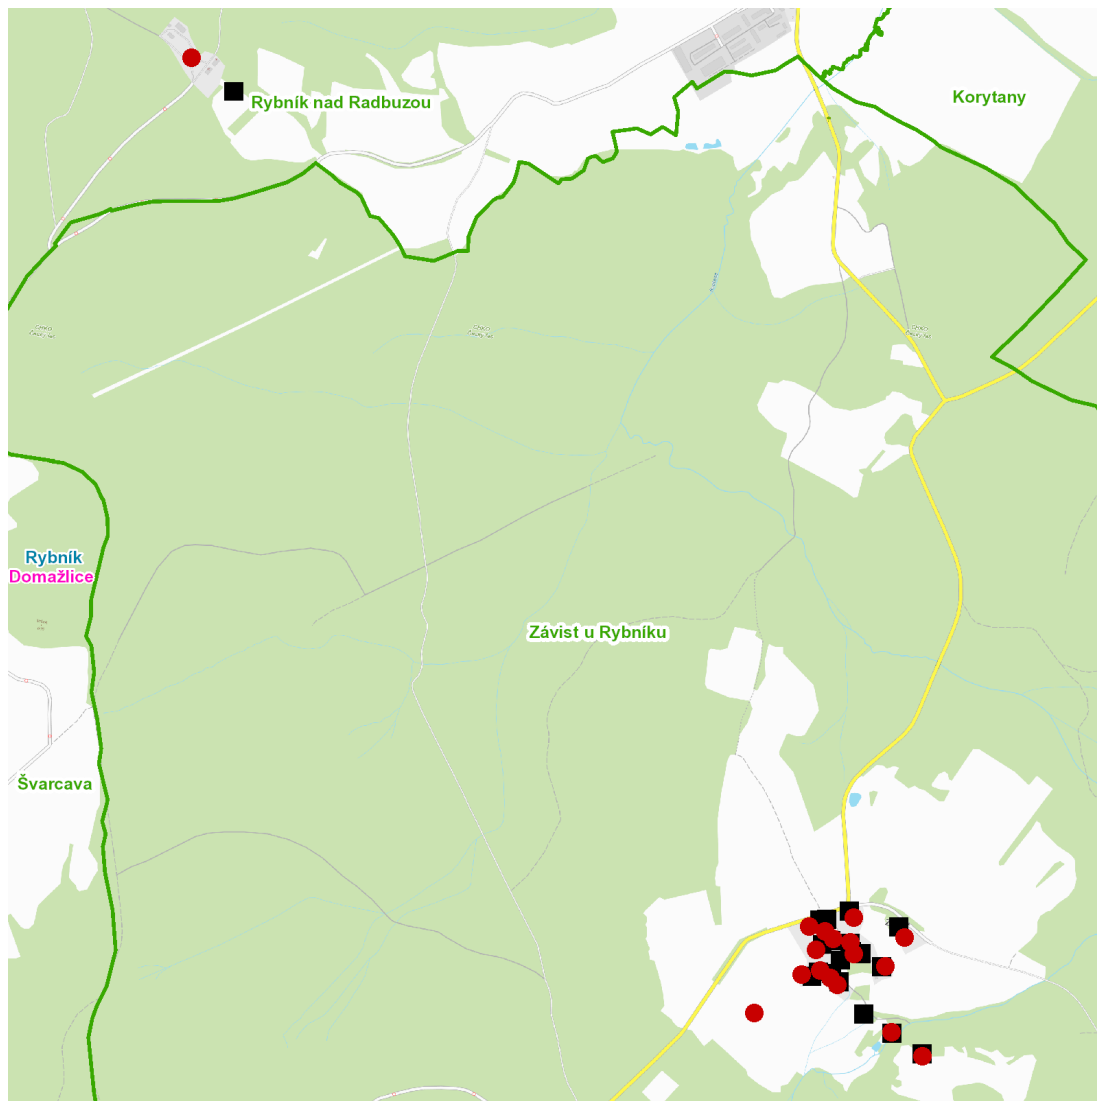 Rybník nad Radbuzou
Korytany
Rybník
Domažlice
Závist u Rybníku
Švarcava